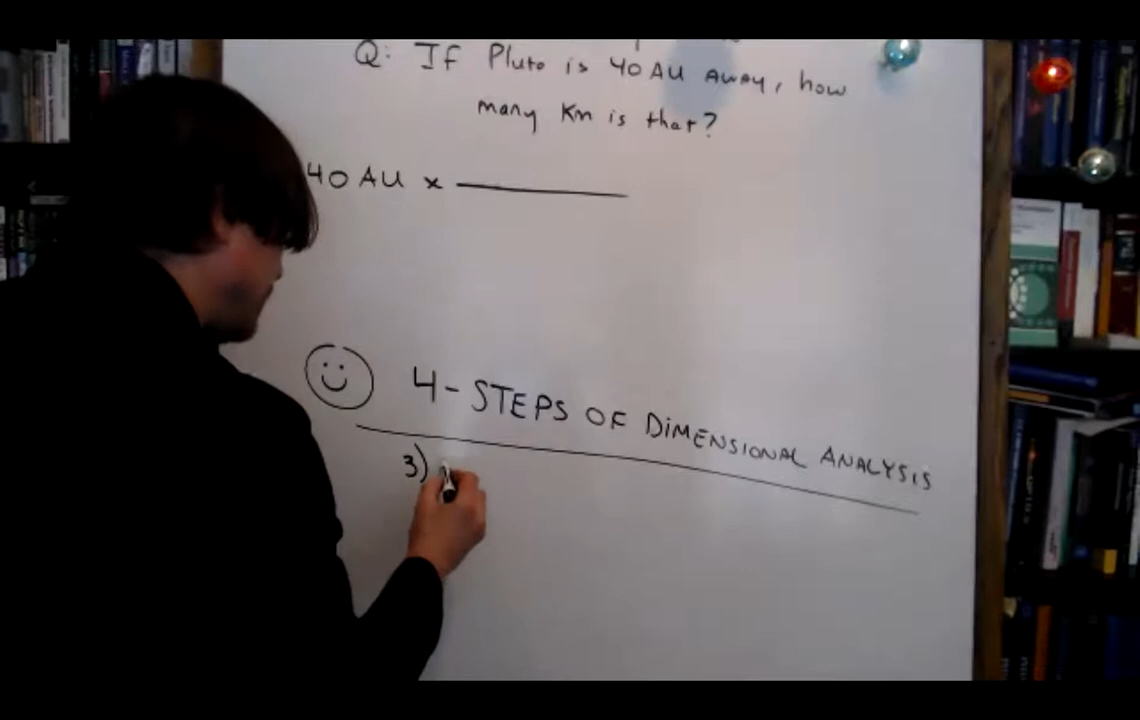 Q: If Pluto is 40 AU AWAY, how
many Km is that?
40 AU ×
4-STEPS OF DIMENSIONAL ANALYSIS
3)